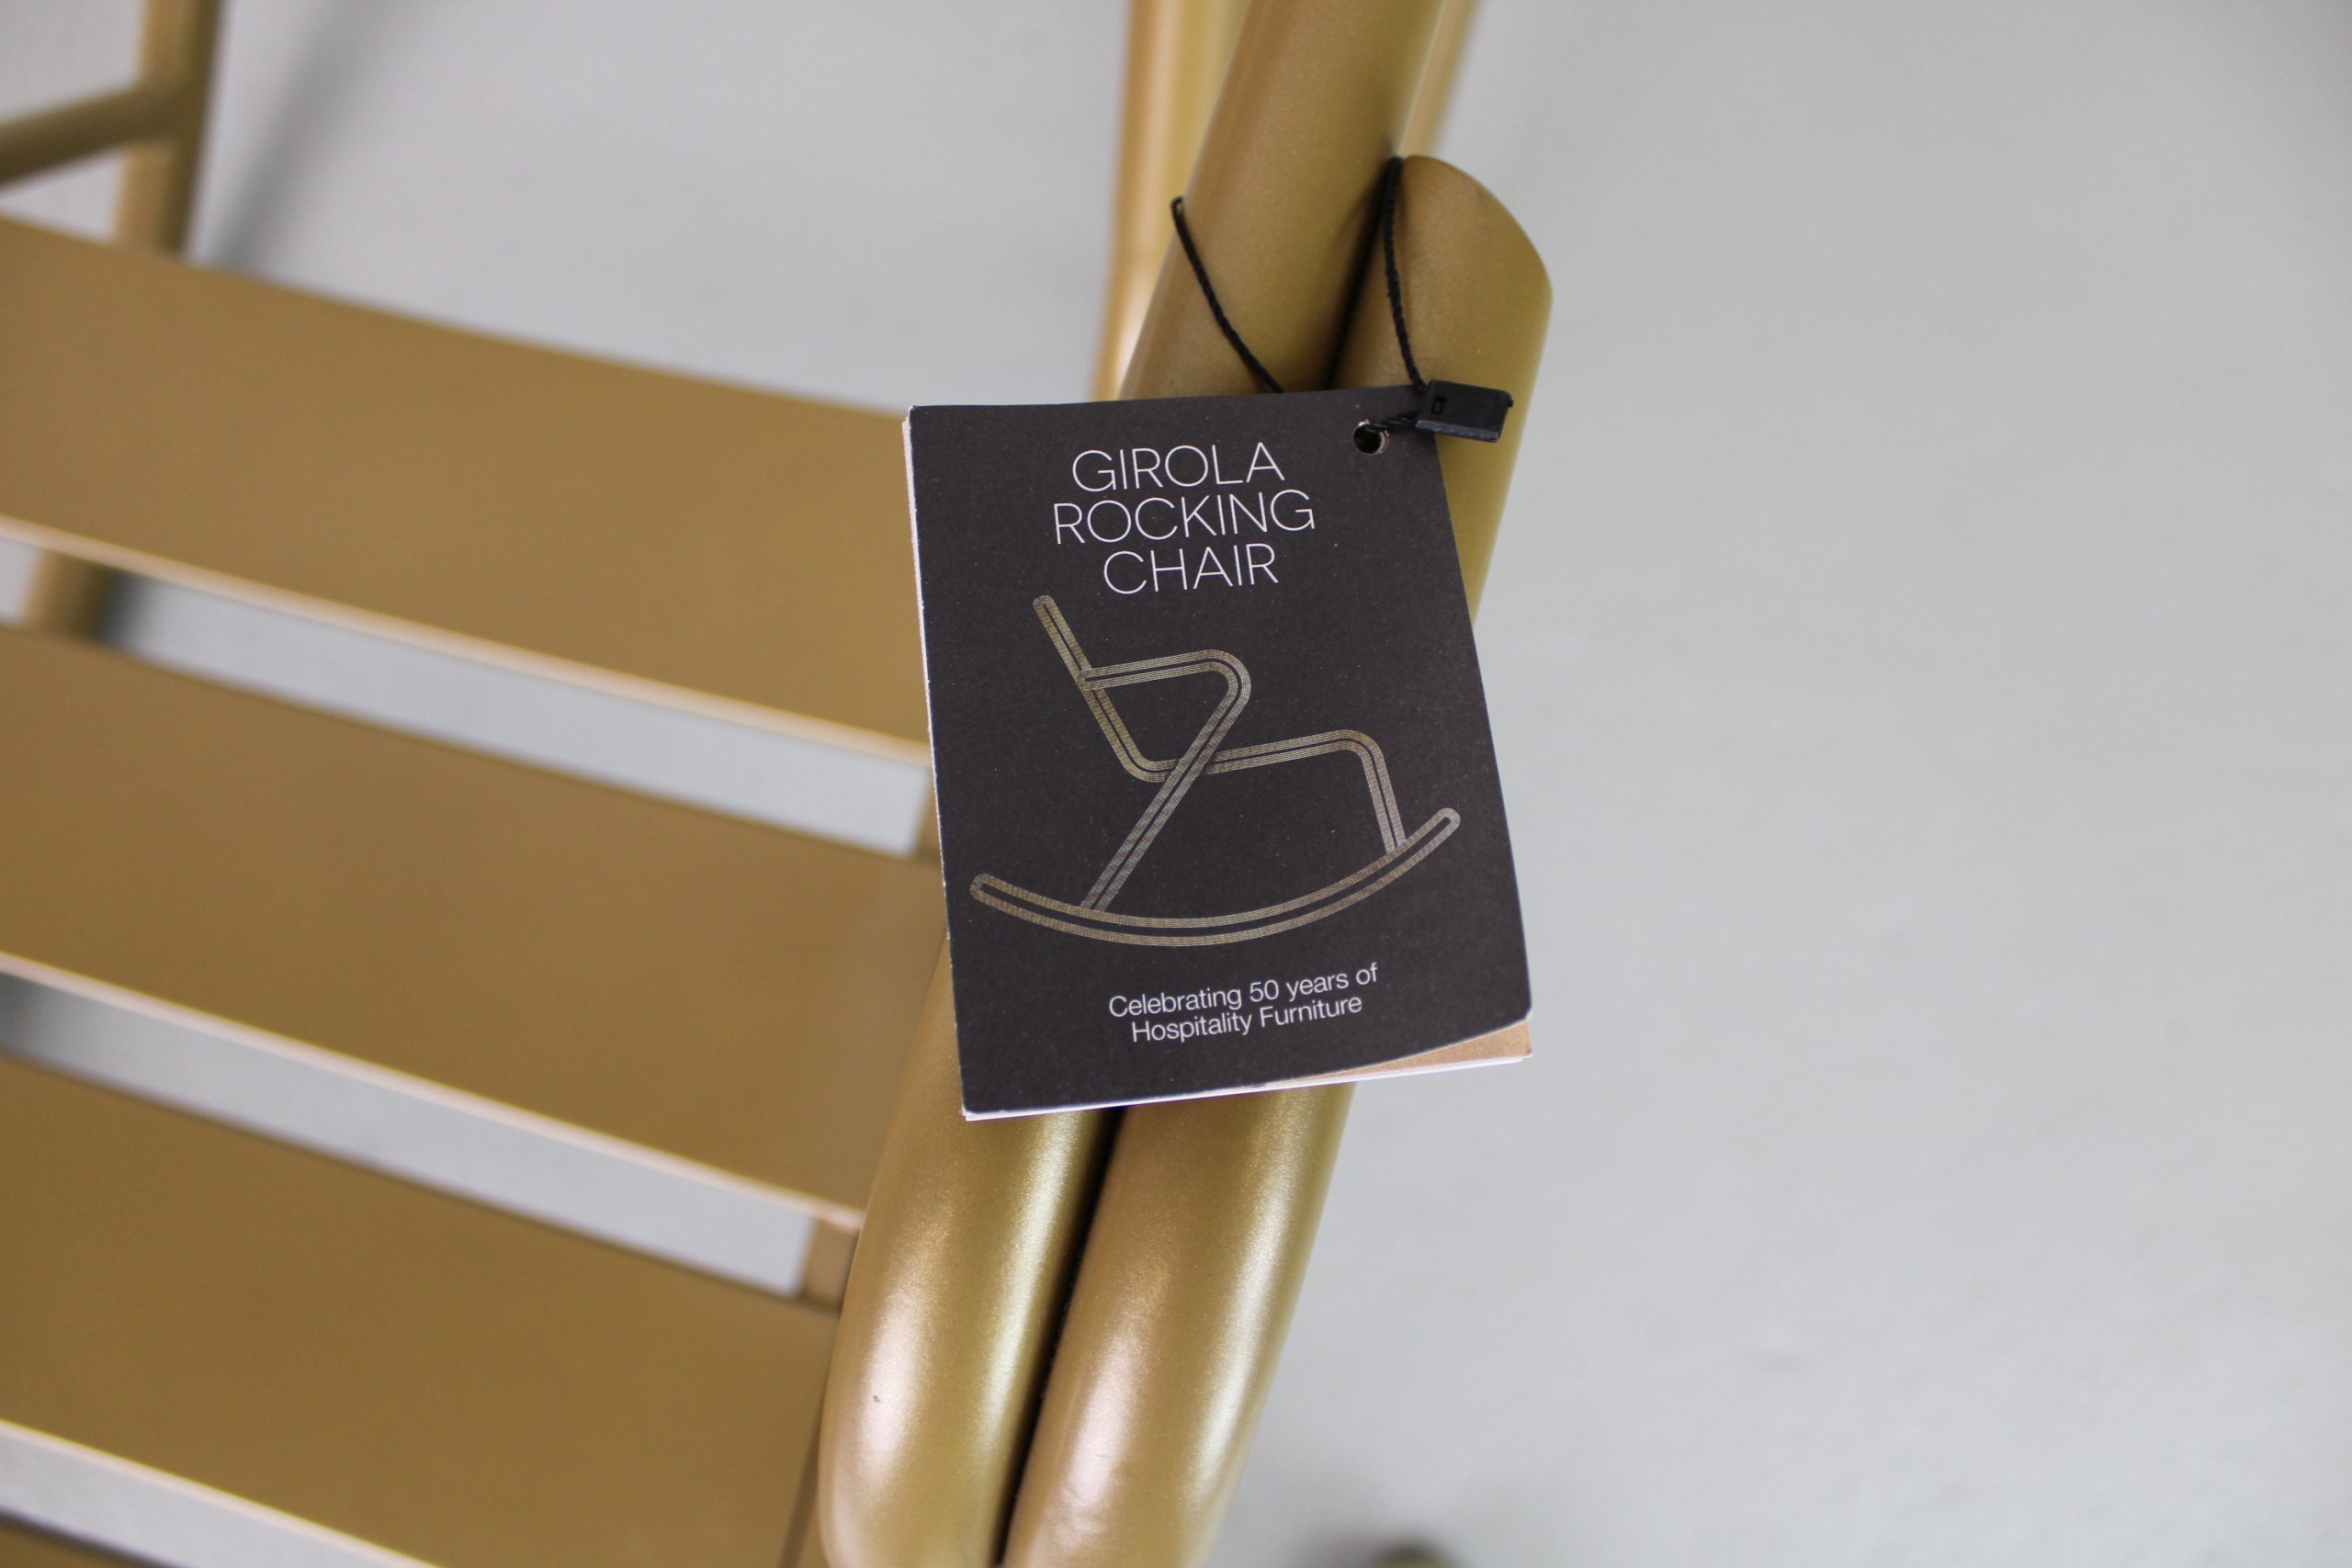 GIROLA
ROCKING
CHAIR
Celebrating 50 years of
Hospitality Furniture